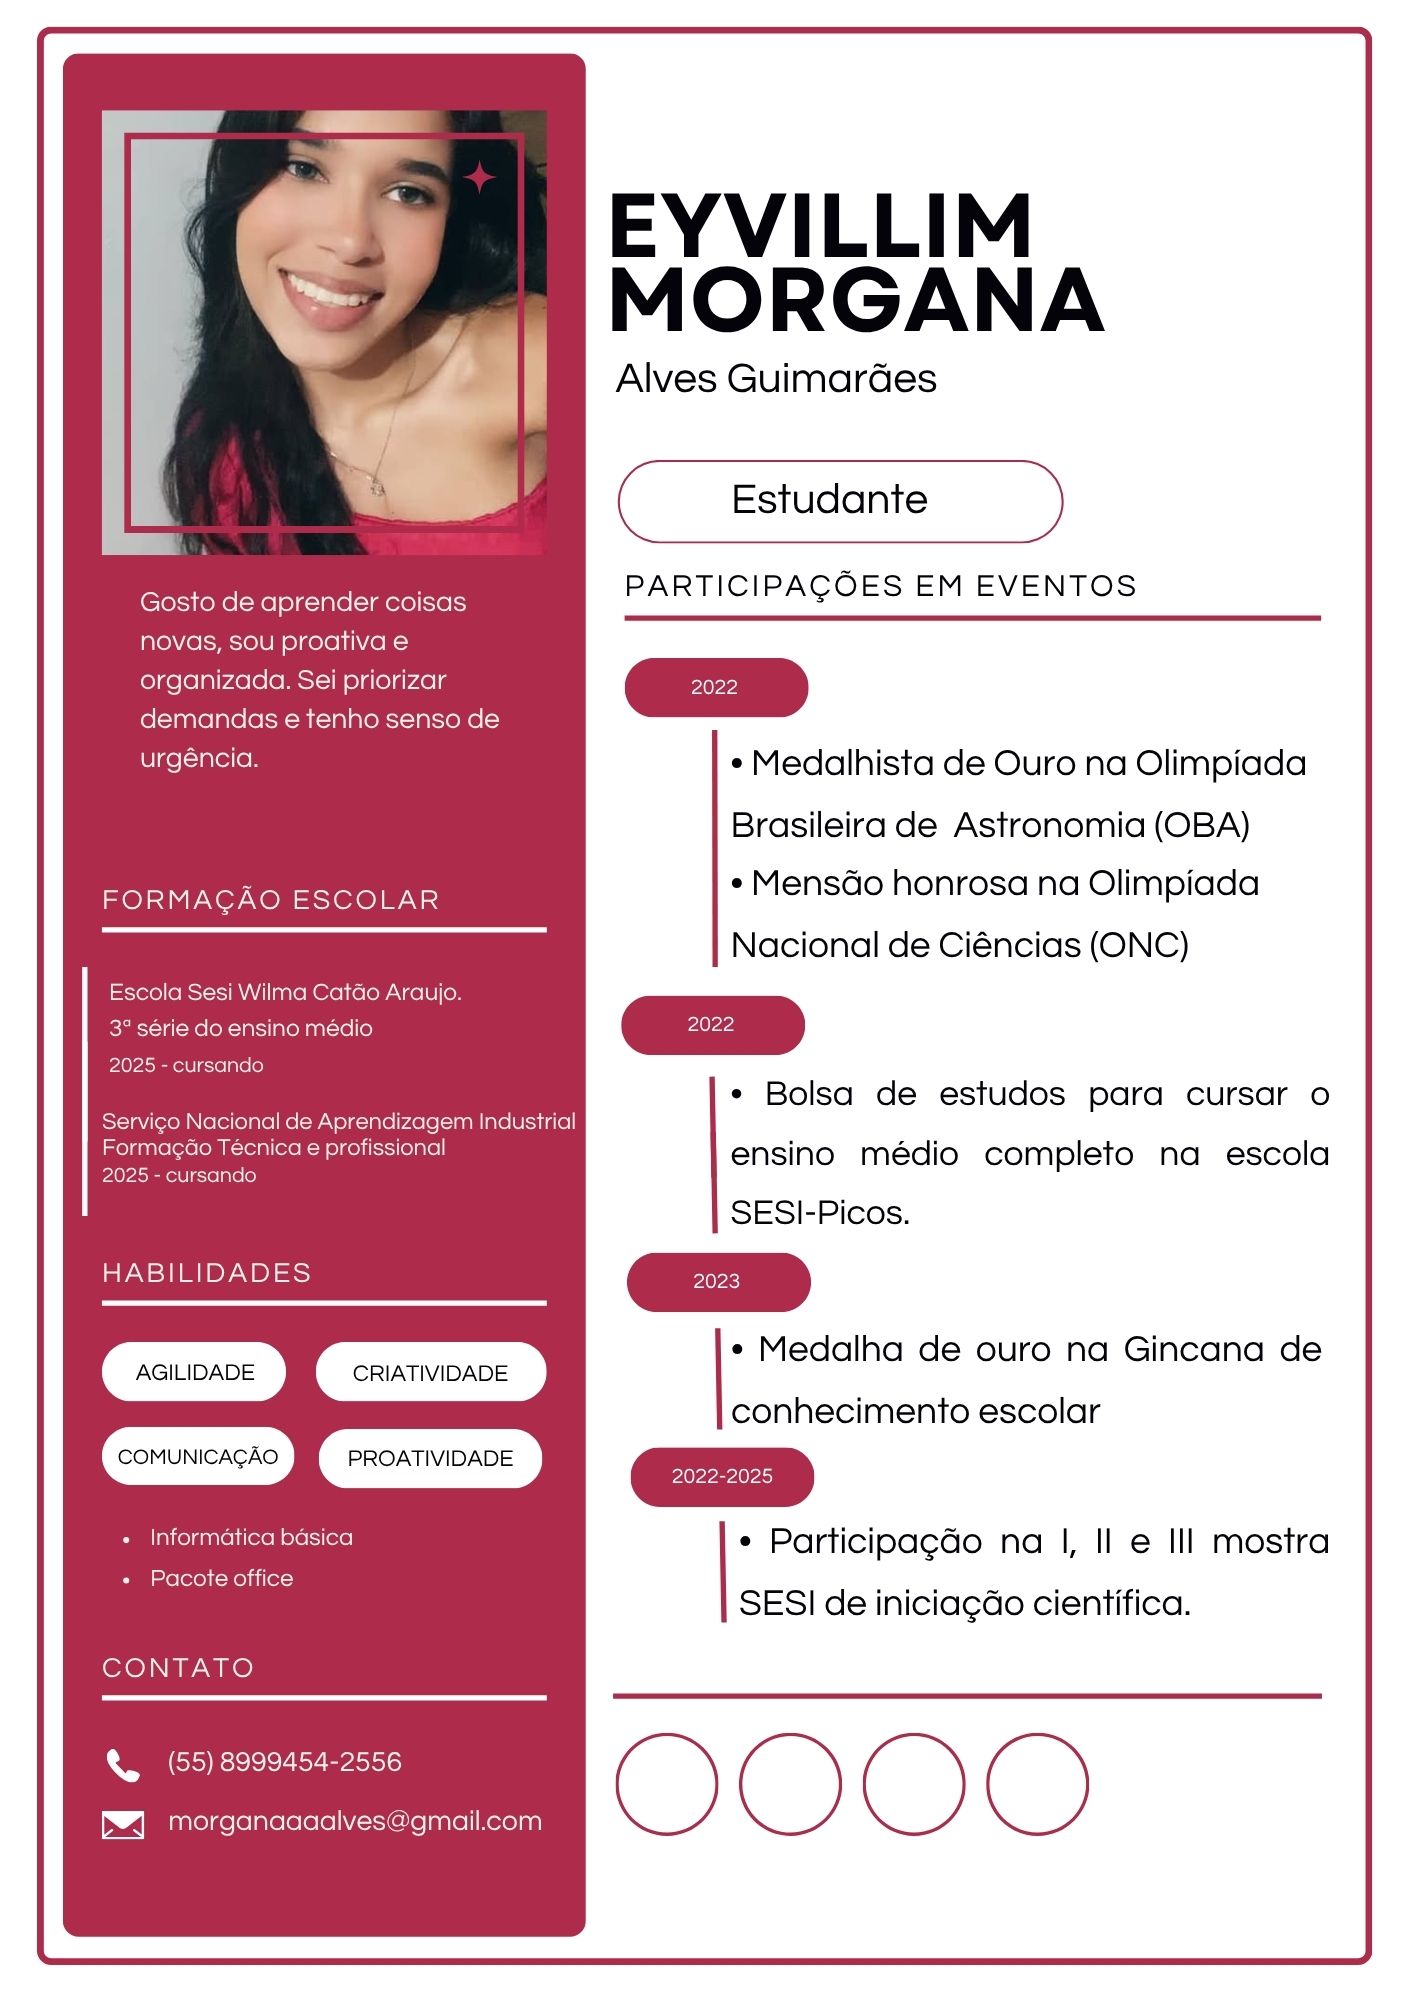 EYVILLIM
MORGANA
Alves Guimarães
Estudante
Gosto de aprender coisas
novas, sou proativa e
organizada. Sei priorizar
demandas e tenho senso de
urgência.
FORMAÇÃO ESCOLAR
Escola Sesi Wilma Catão Araujo.
3ª série do ensino médio
2025 - cursando
Serviço Nacional de Aprendizagem Industrial
Formação Técnica e profissional
2025 - cursando
HABILIDADES
AGILIDADE
CRIATIVIDADE
COMUNICAÇÃO
PROATIVIDADE
• Informática básica
• Pacote office
CONTATO
(55) 8999454-2556
morganaaaalves@gmail.com
PARTICIPAÇÕES EM EVENTOS
2022
• Medalhista de Ouro na Olimpíada
Brasileira de Astronomia (OBA)
• Mensão honrosa na Olimpíada
Nacional de Ciências (ONC)
2022
• Bolsa de estudos para cursar o
ensino médio completo na escola
SESI-Picos.
2023
• Medalha de ouro na Gincana de
conhecimento escolar
2022-2025
• Participação na I, II e III mostra
SESI de iniciação científica.